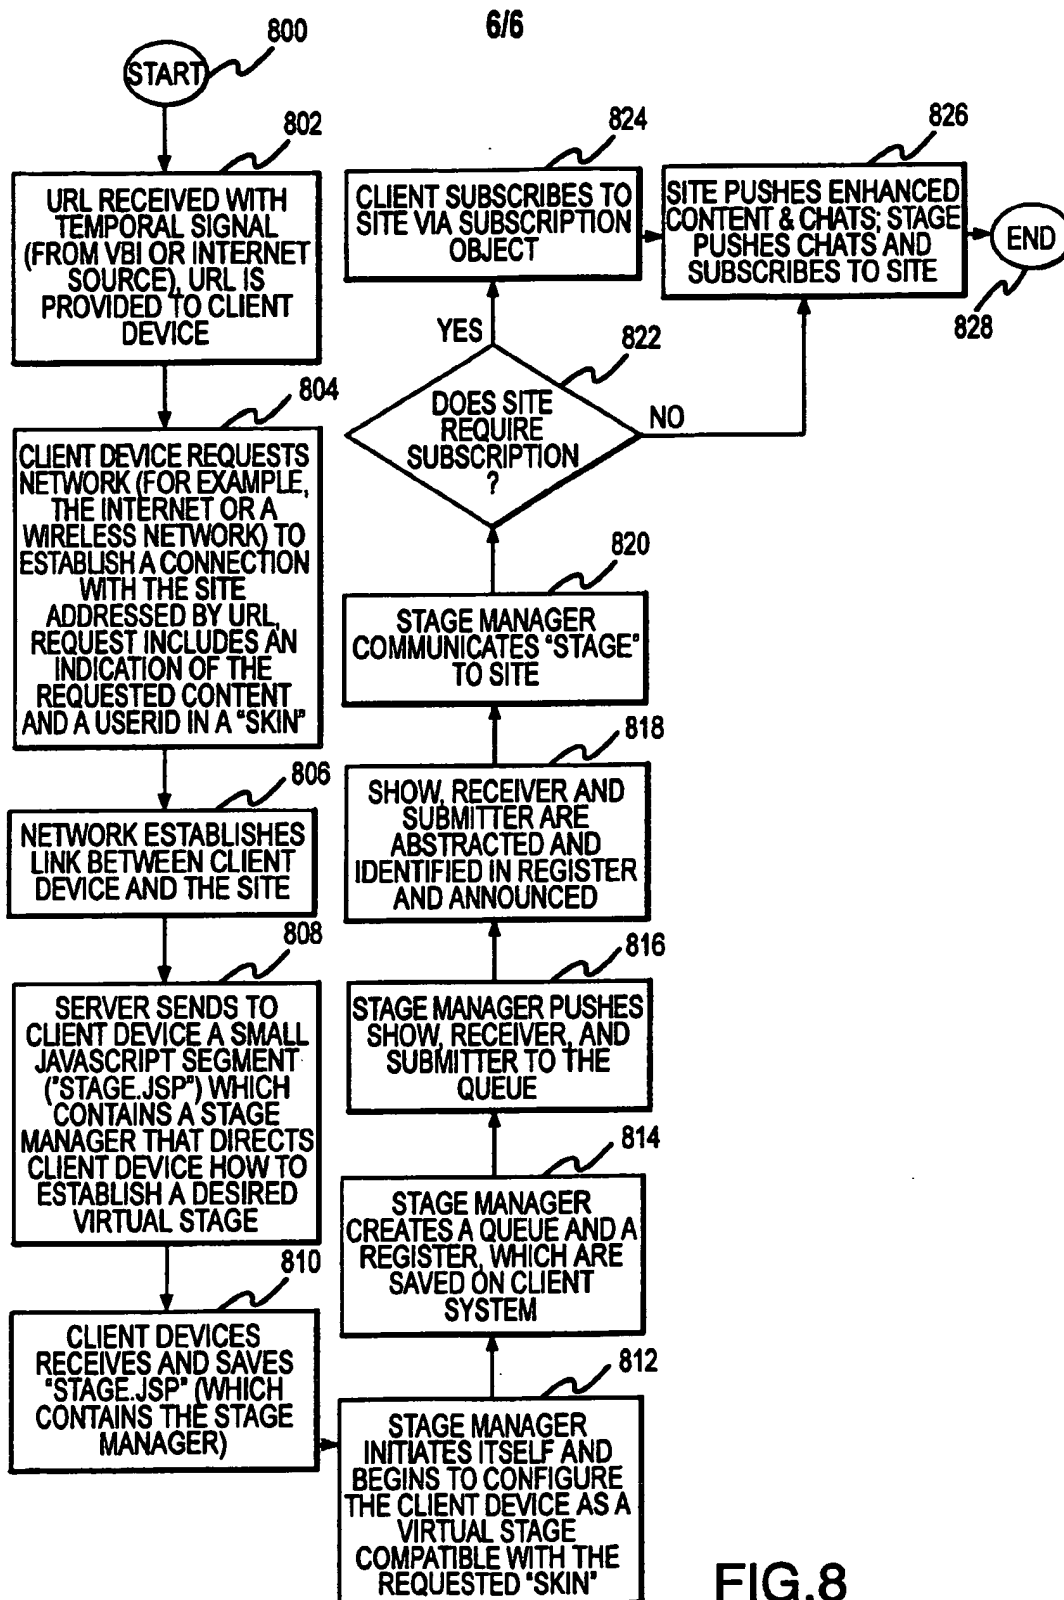 6/6
START
800
802
URL RECEIVED WITH
TEMPORAL SIGNAL
(FROM VBI OR INTERNET
SOURCE), URL IS
PROVIDED TO CLIENT
DEVICE
804
CLIENT DEVICE REQUESTS
NETWORK (FOR EXAMPLE,
THE INTERNET OR A
WIRELESS NETWORK) TO
ESTABLISH A CONNECTION
WITH THE SITE
ADDRESSED BY URL,
REQUEST INCLUDES AN
INDICATION OF THE
REQUESTED CONTENT
AND A USERID IN A "SKIN"
806
NETWORK ESTABLISHES
LINK BETWEEN CLIENT
DEVICE AND THE SITE
808
SERVER SENDS TO
CLIENT DEVICE A SMALL
JAVASCRIPT SEGMENT
("STAGE.JSP") WHICH
CONTAINS A STAGE
MANAGER THAT DIRECTS
CLIENT DEVICE HOW TO
ESTABLISH A DESIRED
VIRTUAL STAGE
810
CLIENT DEVICES
RECEIVES AND SAVES
"STAGE.JSP" (WHICH
CONTAINS THE STAGE
MANAGER)
812
STAGE MANAGER
INITIATES ITSELF AND
BEGINS TO CONFIGURE
THE CLIENT DEVICE AS A
VIRTUAL STAGE
COMPATIBLE WITH THE
REQUESTED "SKIN"
814
STAGE MANAGER
CREATES A QUEUE AND A
REGISTER, WHICH ARE
SAVED ON CLIENT
SYSTEM
816
STAGE MANAGER PUSHES
SHOW, RECEIVER, AND
SUBMITTER TO THE
QUEUE
818
SHOW, RECEIVER AND
SUBMITTER ARE
ABSTRACTED AND
IDENTIFIED IN REGISTER
AND ANNOUNCED
820
STAGE MANAGER
COMMUNICATES "STAGE"
TO SITE
822
DOES SITE
REQUIRE
SUBSCRIPTION
?
YES
NO
824
CLIENT SUBSCRIBES TO
SITE VIA SUBSCRIPTION
OBJECT
826
SITE PUSHES ENHANCED
CONTENT & CHATS; STAGE
PUSHES CHATS AND
SUBSCRIBES TO SITE
END
828
FIG.8